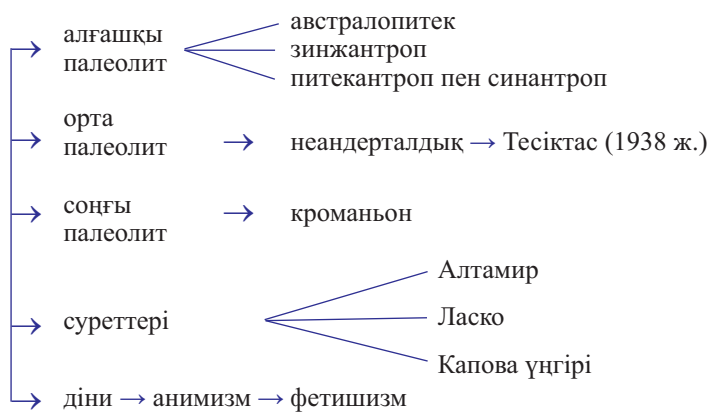 алғашқы палеолит
австралопитек
зинжантроп
питекантроп пен синантроп
орта палеолит → неандерталдық → Тесіктас (1938 ж.)
соңғы палеолит → кроманьон
суреттері
Алтамир
Ласко
Капова үңгірі
діни → анимизм → фетишизм